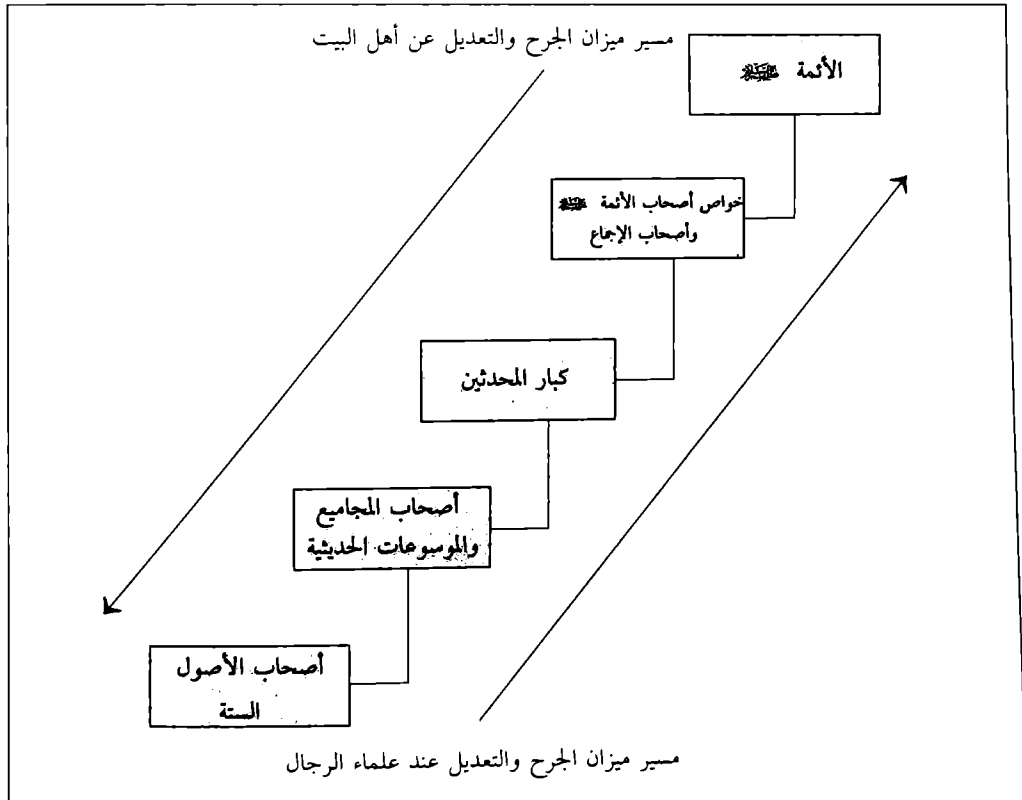 مسير ميزان الجرح والتعديل عن أهل البيت
الأئمة
خواص أصحاب الأئمة
وأصحاب الإجماع
كبار المحدثين
أصحاب المجاميع
والموسوعات الحديثية
أصحاب الأصول
الستة
مسير ميزان الجرح والتعديل عند علماء الرجال